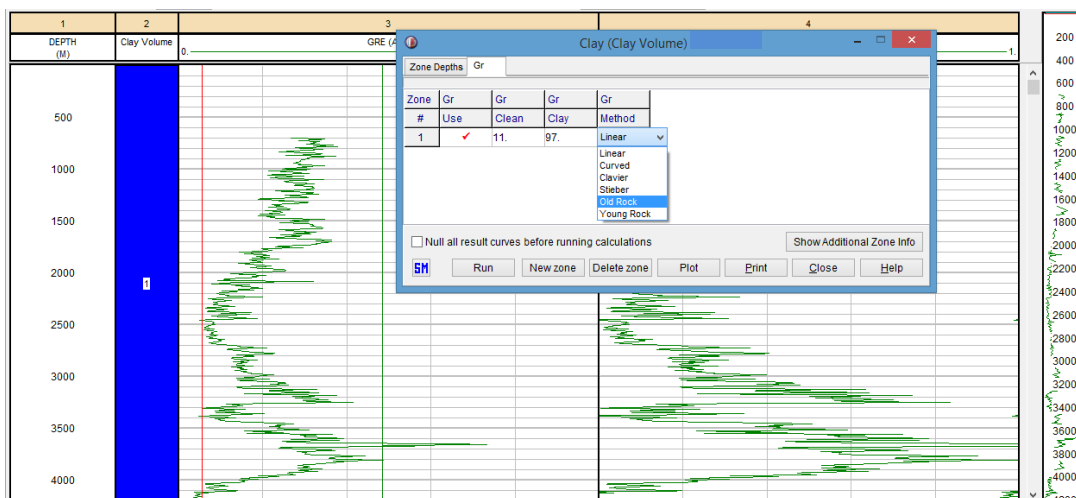 1 2 3 4
DEPTH (M) Clay Volume 0. GRE (A 1.
Clay (Clay Volume)
Zone Depths Gr
Zone Gr Gr Gr Gr
# Use Clean Clay Method
1 11. 97. Linear
Linear
Curved
Clavier
Stieber
Old Rock
Young Rock
Null all result curves before running calculations
Show Additional Zone Info
SM Run New zone Delete zone Plot Print Close Help
500
1000
1500
2000
2500
3000
3500
4000
1
200
400
600
800
1000
1200
1400
1600
1800
2000
2200
2400
2600
2800
3000
3200
3400
3600
3800
4000